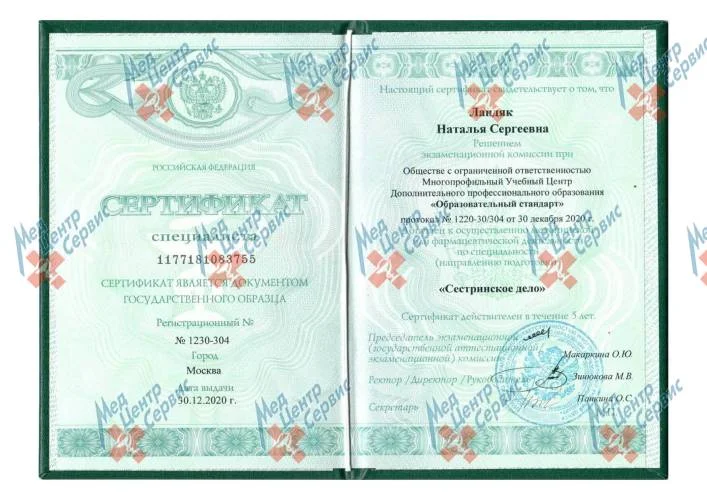 РОССИЙСКАЯ ФЕДЕРАЦИЯ
СЕРТИФИКАТ
специалиста
1177181083755
СЕРТИФИКАТ ЯВЛЯЕТСЯ ДОКУМЕНТОМ
ГОСУДАРСТВЕННОГО ОБРАЗЦА
Регистрационный №
№ 1230-304
Город
Москва
Дата выдачи
30.12.2020 г.
Настоящий сертификат свидетельствует о том, что
Ландяк
Наталья Сергеевна
Решением
экзаменационной комиссии при
Обществе с ограниченной ответственностью
Многопрофильный Учебный Центр
Дополнительного профессионального образования
«Образовательный стандарт»
протокол № 1220-30/304 от 30 декабря 2020 г.
допущен к осуществлению медицинской
или фармацевтической деятельности
по специальности
(направлению подготовки)
«Сестринское дело»
Сертификат действителен в течение 5 лет.
Председатель экзаменационной
(государственной аттестационной,
экзаменационной) комиссии
Макаркина О.Ю.
Ректор /Директор /Руководитель
Зинюкова М.В.
Секретарь
Папкина О.С.
Мед Центр Сервис